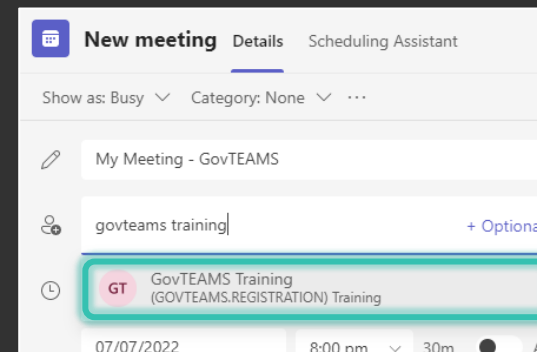 New meeting Details Scheduling Assistant
Show as: Busy Category: None ...
My Meeting - GovTEAMS
govteams training + Optiona
GT GovTEAMS Training
(GOVTEAMS.REGISTRATION) Training
07/07/2022 8:00 pm 30m